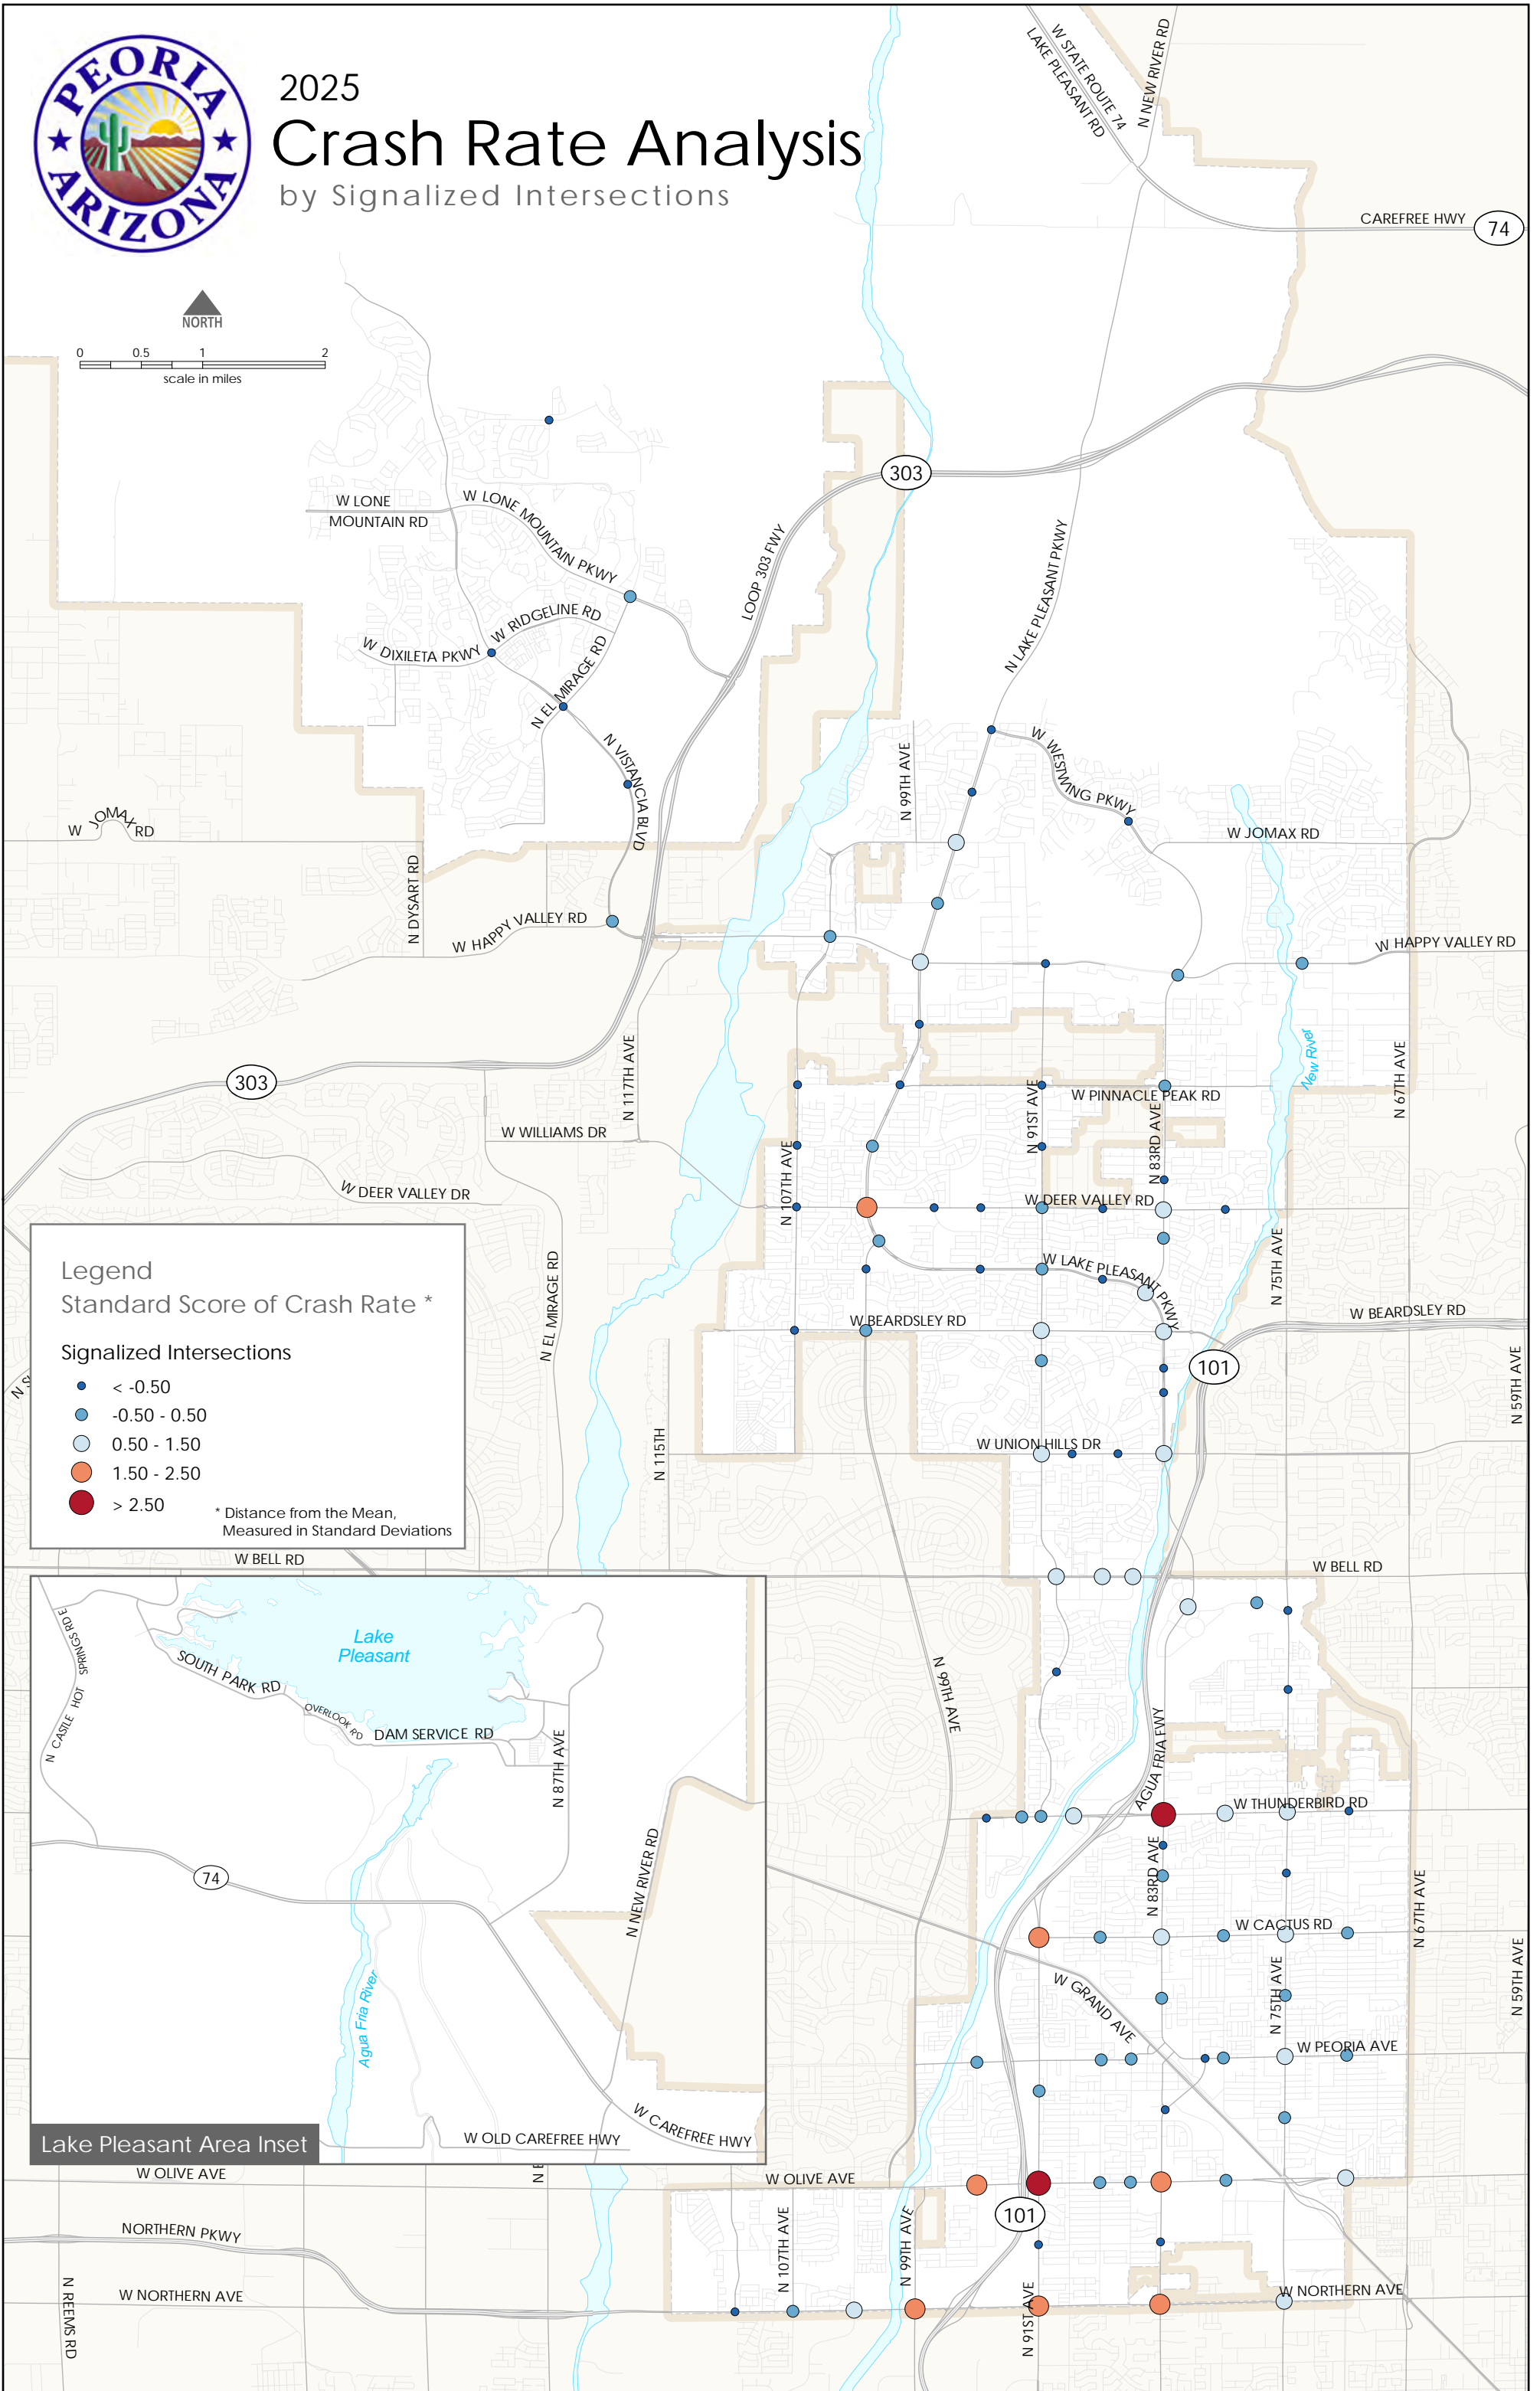 PEORIA
ARIZONA
2025
Crash Rate Analysis
by Signalized Intersections
NORTH
0 0.5 1 2
scale in miles
W STATE ROUTE 74
LAKE PLEASANT RD
N NEW RIVER RD
CAREFREE HWY
74
303
W LONE
MOUNTAIN RD
W LONE MOUNTAIN PKWY
LOOP 303 FWY
N LAKE PLEASANT PKWY
W RIDGELINE RD
W DIXILETA PKWY
N EL MIRAGE RD
N VISTANCIA BLVD
N 99TH AVE
W WESTWING PKWY
W JOMAX RD
W JOMAX RD
N DYSART RD
W HAPPY VALLEY RD
W HAPPY VALLEY RD
New River
303
N 117TH AVE
N 67TH AVE
N 91ST AVE
W PINNACLE PEAK RD
N 83RD AVE
W WILLIAMS DR
N 107TH AVE
W DEER VALLEY DR
W DEER VALLEY RD
N EL MIRAGE RD
W LAKE PLEASANT PKWY
N 75TH AVE
W BEARDSLEY RD
W BEARDSLEY RD
101
N 59TH AVE
Legend
Standard Score of Crash Rate *
Signalized Intersections
< -0.50
-0.50 - 0.50
0.50 - 1.50
1.50 - 2.50
> 2.50
* Distance from the Mean,
Measured in Standard Deviations
N 115TH
W UNION HILLS DR
W BELL RD
W BELL RD
N 99TH AVE
AGUA FRIA FWY
W THUNDERBIRD RD
N 83RD AVE
W CACTUS RD
N 67TH AVE
W GRAND AVE
N 75TH AVE
N 59TH AVE
W PEORIA AVE
Lake
Pleasant
N CASTLE HOT SPRINGS RD E
SOUTH PARK RD
OVERLOOK RD
DAM SERVICE RD
N 87TH AVE
74
N NEW RIVER RD
Agua Fria River
W CAREFREE HWY
W OLD CAREFREE HWY
Lake Pleasant Area Inset
W OLIVE AVE
N E
W OLIVE AVE
101
NORTHERN PKWY
N 107TH AVE
N 99TH AVE
W NORTHERN AVE
N REEMS RD
N 91ST AVE
W NORTHERN AVE